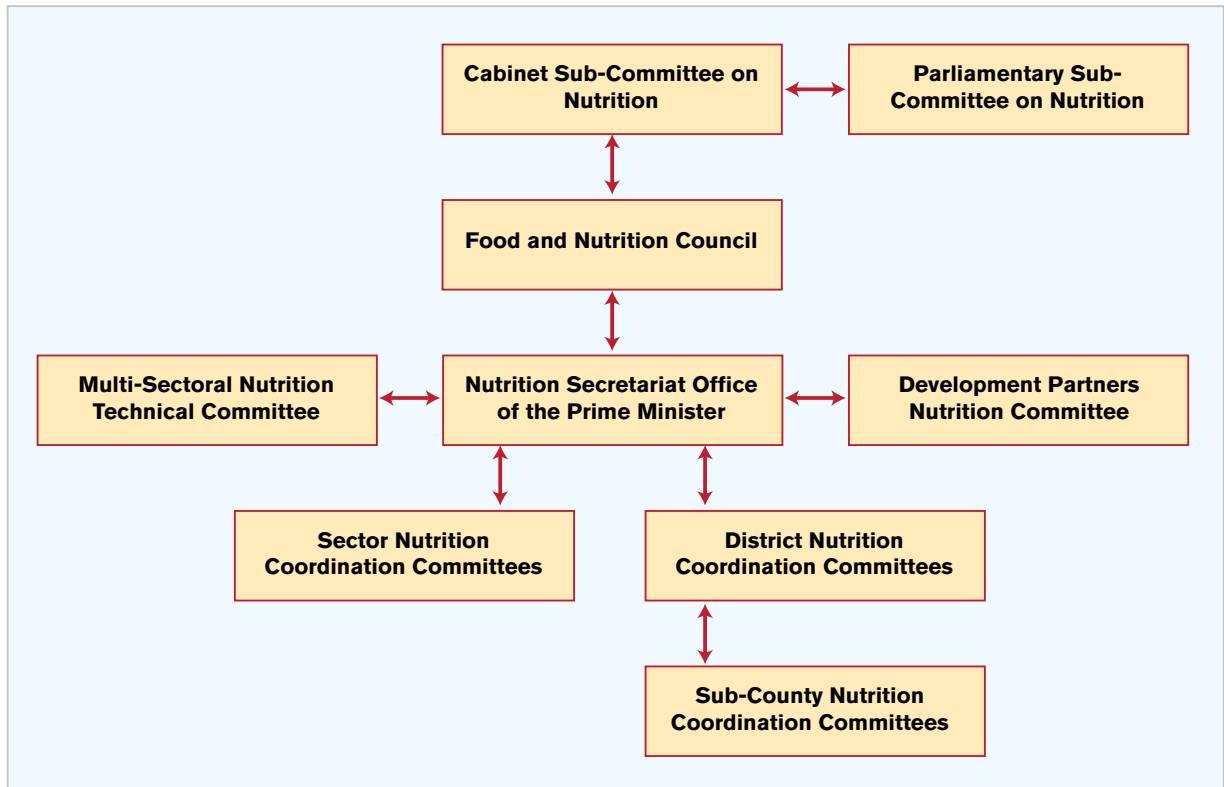 Cabinet Sub-Committee on
Nutrition
Parliamentary Sub-
Committee on Nutrition
Food and Nutrition Council
Multi-Sectoral Nutrition
Technical Committee
Nutrition Secretariat Office
of the Prime Minister
Development Partners
Nutrition Committee
Sector Nutrition
Coordination Committees
District Nutrition
Coordination Committees
Sub-County Nutrition
Coordination Committees